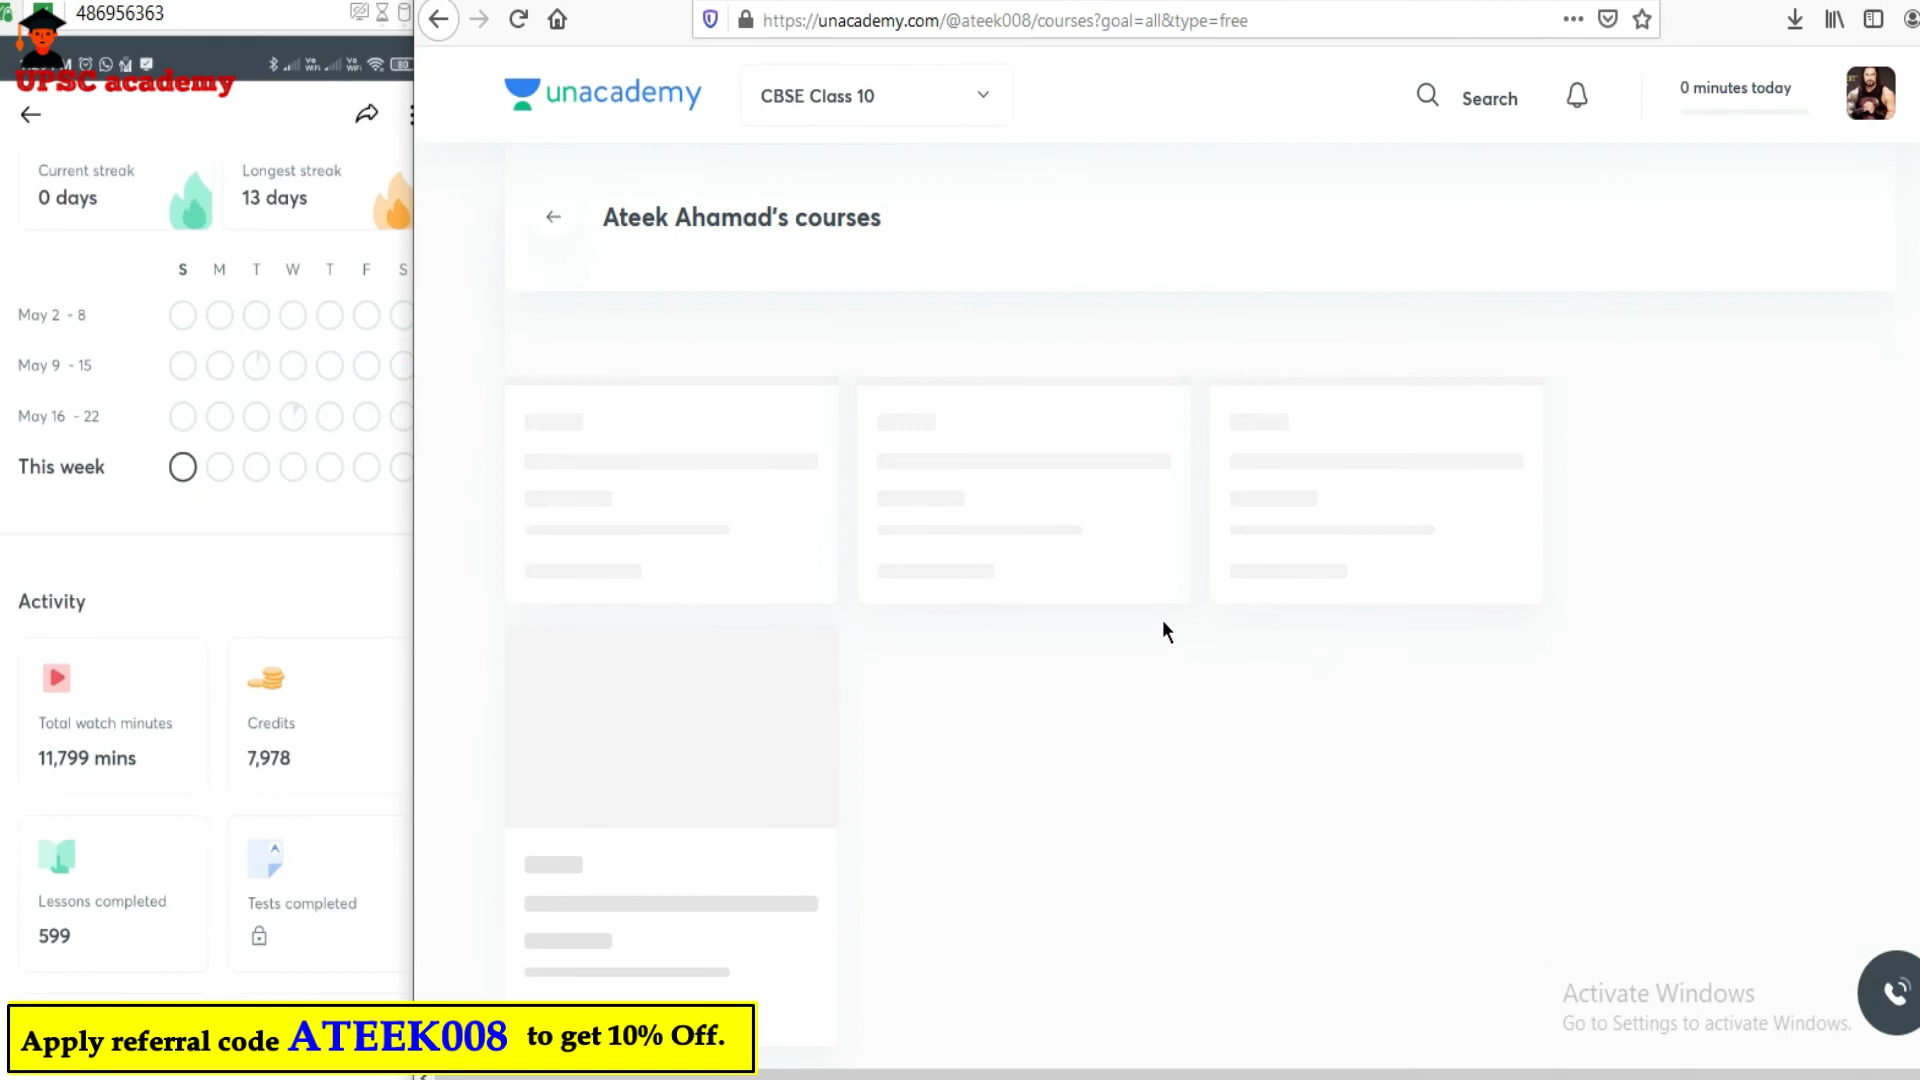 486956363
UPSC academy
Current streak
0 days
Longest streak
13 days
S M T W T F S
May 2 - 8
May 9 - 15
May 16 - 22
This week
Activity
Total watch minutes
11,799 mins
Credits
7,978
Lessons completed
599
Tests completed
https://unacademy.com/@ateek008/courses?goal=all&type=free
unacademy
CBSE Class 10
Search
0 minutes today
Ateek Ahamad's courses
Activate Windows
Go to Settings to activate Windows.
Apply referral code ATEEK008 to get 10% Off.